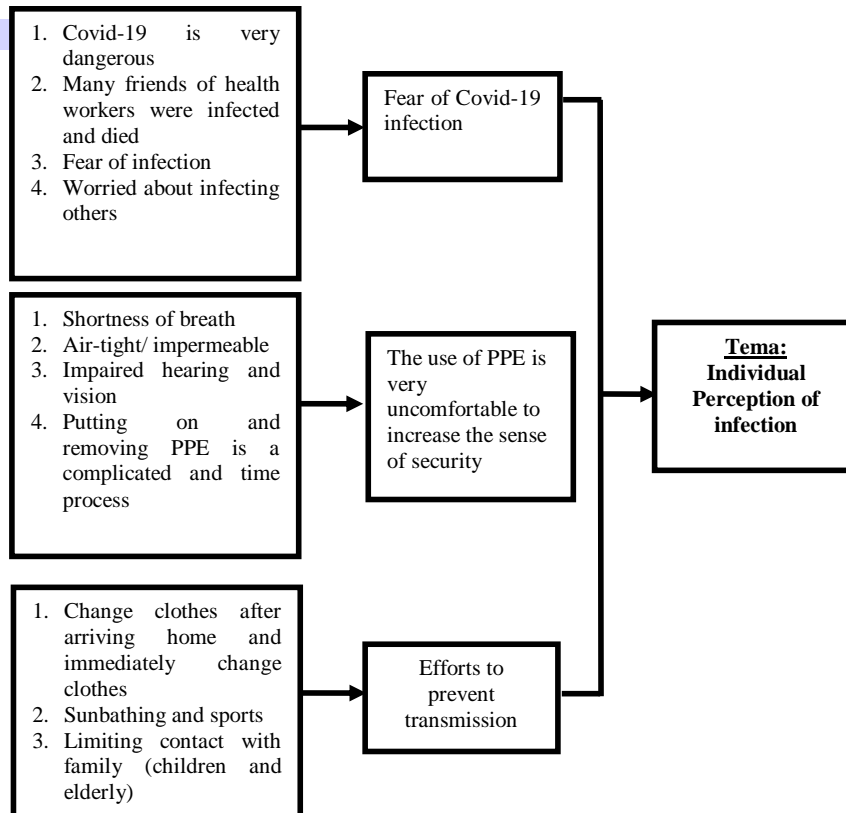 1. Covid-19 is very
dangerous
2. Many friends of health
workers were infected
and died
3. Fear of infection
4. Worried about infecting
others
Fear of Covid-19
infection
1. Shortness of breath
2. Air-tight/ impermeable
3. Impaired hearing and
vision
4. Putting on and
removing PPE is a
complicated and time
process
The use of PPE is
very
uncomfortable to
increase the sense
of security
Tema:
Individual
Perception of
infection
1. Change clothes after
arriving home and
immediately change
clothes
2. Sunbathing and sports
3. Limiting contact with
family (children and
elderly)
Efforts to
prevent
transmission